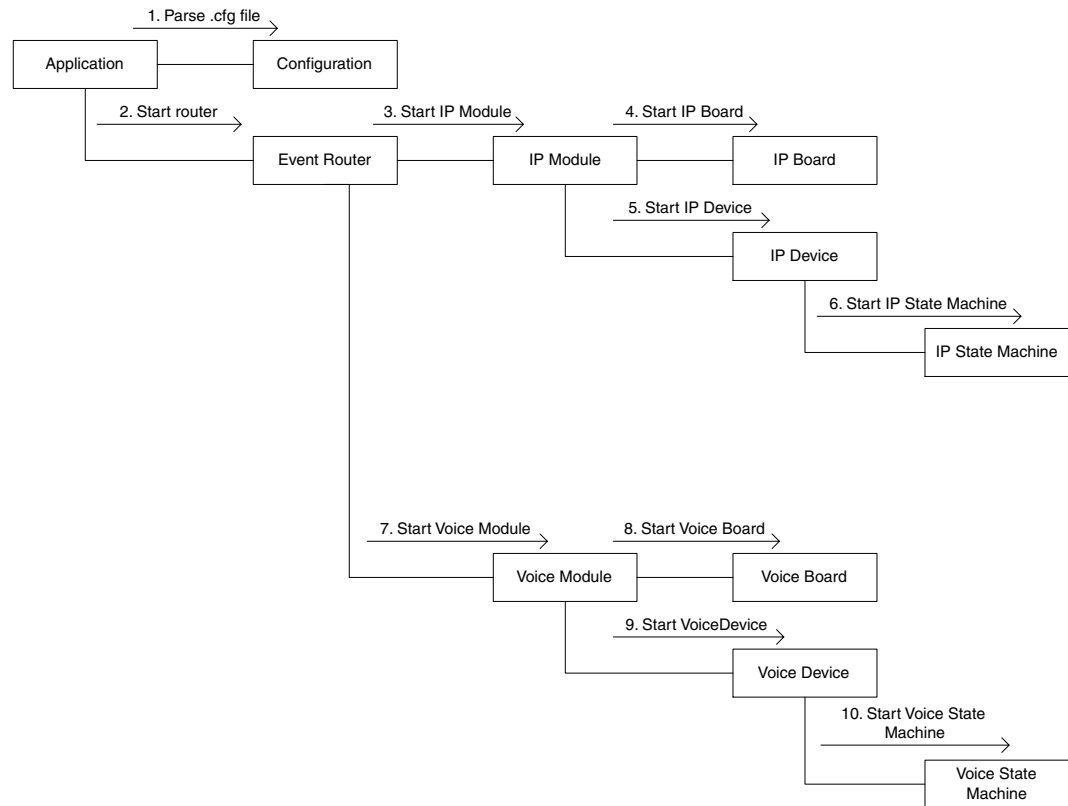 1. Parse .cfg file
Application
Configuration
2. Start router
3. Start IP Module
4. Start IP Board
Event Router
IP Module
IP Board
5. Start IP Device
IP Device
6. Start IP State Machine
IP State Machine
7. Start Voice Module
8. Start Voice Board
Voice Module
Voice Board
9. Start VoiceDevice
Voice Device
10. Start Voice State
Machine
Voice State
Machine